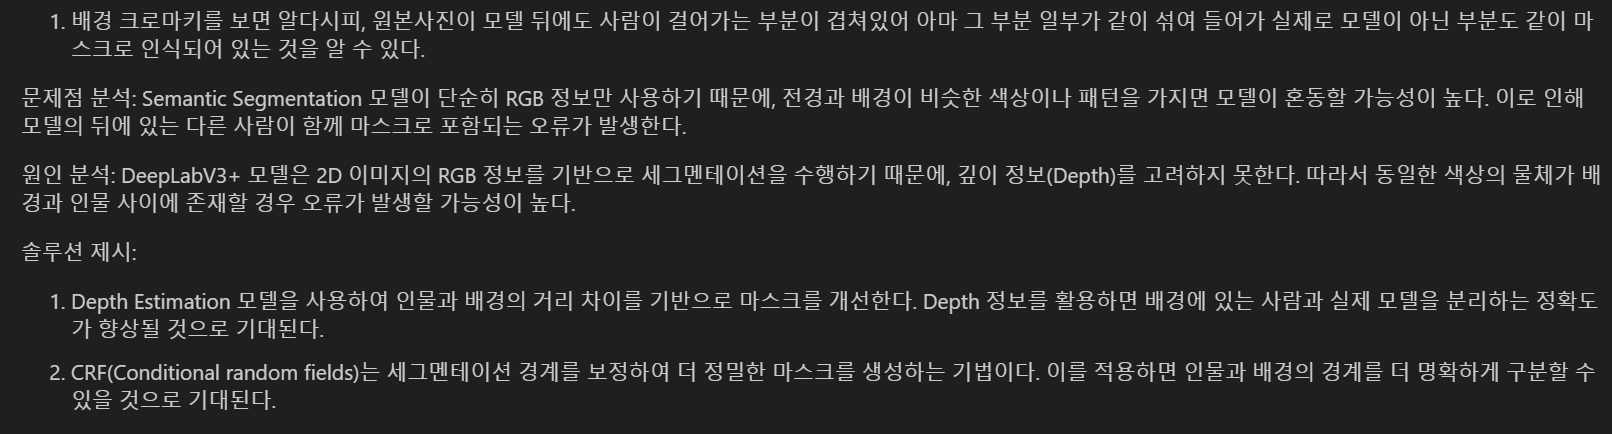 1. 배경 크로마키를 보면 알다시피, 원본사진이 모델 뒤에도 사람이 걸어가는 부분이 겹쳐있어 아마 그 부분 일부가 같이 섞여 들어가 실제로 모델이 아닌 부분도 같이 마
스크로 인식되어 있는 것을 알 수 있다.
문제점 분석: Semantic Segmentation 모델이 단순히 RGB 정보만 사용하기 때문에, 전경과 배경이 비슷한 색상이나 패턴을 가지면 모델이 혼동할 가능성이 높다. 이로 인해
모델의 뒤에 있는 다른 사람이 함께 마스크로 포함되는 오류가 발생한다.
원인 분석: DeepLabV3+ 모델은 2D 이미지의 RGB 정보를 기반으로 세그멘테이션을 수행하기 때문에, 깊이 정보(Depth)를 고려하지 못한다. 따라서 동일한 색상의 물체가 배
경과 인물 사이에 존재할 경우 오류가 발생할 가능성이 높다.
솔루션 제시:
1. Depth Estimation 모델을 사용하여 인물과 배경의 거리 차이를 기반으로 마스크를 개선한다. Depth 정보를 활용하면 배경에 있는 사람과 실제 모델을 분리하는 정확도
가 향상될 것으로 기대된다.
2. CRF(Conditional random fields)는 세그멘테이션 경계를 보정하여 더 정밀한 마스크를 생성하는 기법이다. 이를 적용하면 인물과 배경의 경계를 더 명확하게 구분할 수
있을 것으로 기대된다.